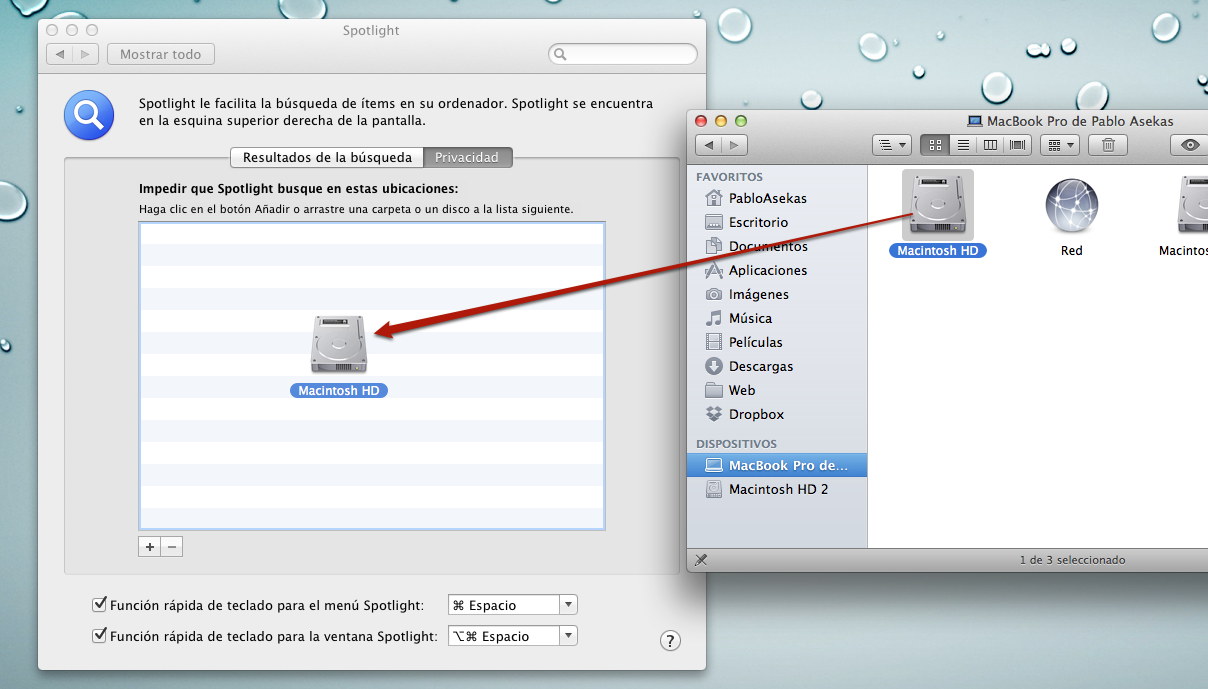 Spotlight
Mostrar todo
Spotlight le facilita la búsqueda de ítems en su ordenador. Spotlight se encuentra
en la esquina superior derecha de la pantalla.
Resultados de la búsqueda
Privacidad
Impedir que Spotlight busque en estas ubicaciones:
Haga clic en el botón Añadir o arrastre una carpeta o un disco a la lista siguiente.
Macintosh HD
+ −
Función rápida de teclado para el menú Spotlight:
⌘ Espacio
Función rápida de teclado para la ventana Spotlight:
⌥⌘ Espacio
?
MacBook Pro de Pablo Asekas
FAVORITOS
PabloAsekas
Escritorio
Documentos
Aplicaciones
Imágenes
Música
Películas
Descargas
Web
Dropbox
DISPOSITIVOS
MacBook Pro de...
Macintosh HD 2
Macintosh HD
Red
Macintos
1 de 3 seleccionado